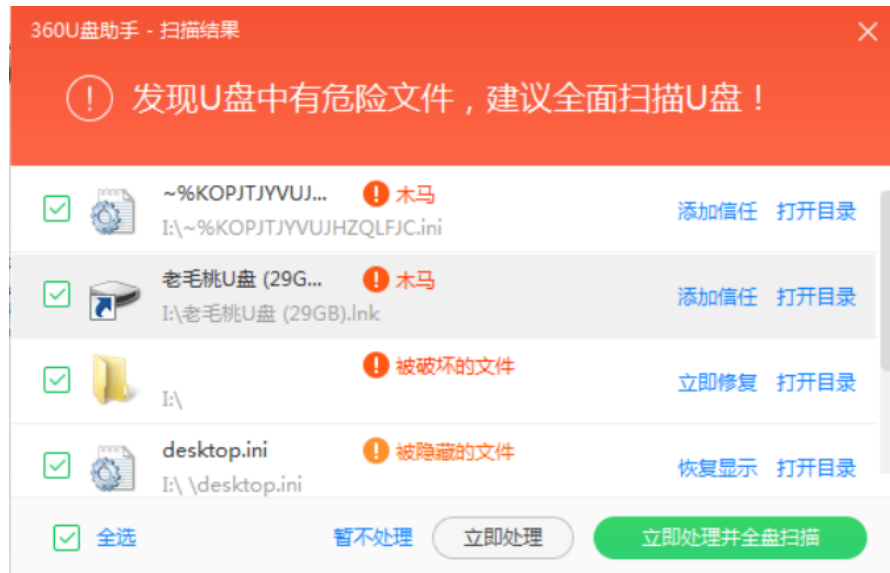 360U盘助手 - 扫描结果
发现U盘中有危险文件，建议全面扫描U盘！
~%KOPJTJYVUJ... 木马
I:\~%KOPJTJYVUJHZQLFJC.ini
添加信任 打开目录
老毛桃U盘 (29G... 木马
I:\老毛桃U盘 (29GB).lnk
添加信任 打开目录
被破坏的文件
I:\
立即修复 打开目录
desktop.ini 被隐藏的文件
I:\ \desktop.ini
恢复显示 打开目录
全选 暂不处理 立即处理 立即处理并全盘扫描